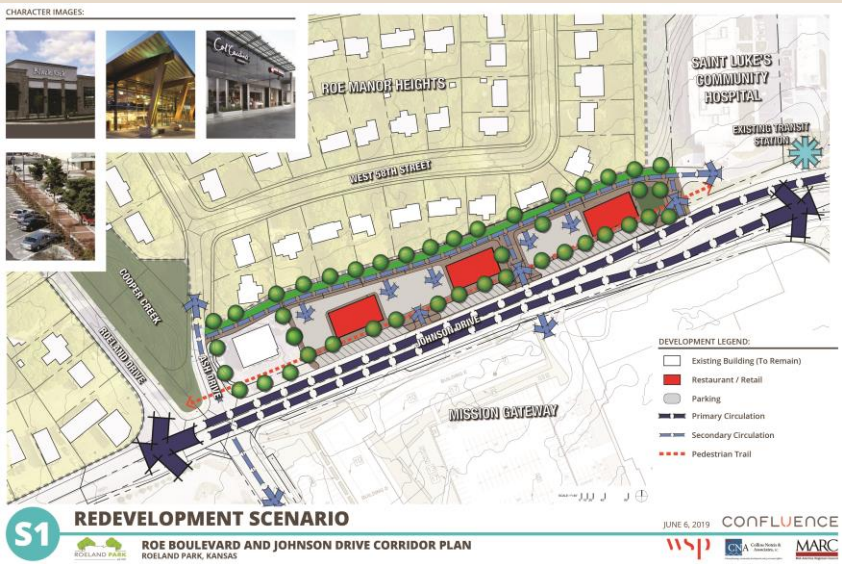 CHARACTER IMAGES:
ROE MANOR HEIGHTS
SAINT LUKE'S
COMMUNITY
HOSPITAL
EXISTING TRANSIT
STATION
WEST 58TH STREET
COOPER CREEK
ROELAND DRIVE
ASH DRIVE
JOHNSON DRIVE
MISSION GATEWAY
DEVELOPMENT LEGEND:
Existing Building (To Remain)
Restaurant / Retail
Parking
Primary Circulation
Secondary Circulation
Pedestrian Trail
S1
REDEVELOPMENT SCENARIO
JUNE 6, 2019
CONFLUENCE
ROELAND PARK
ROE BOULEVARD AND JOHNSON DRIVE CORRIDOR PLAN
ROELAND PARK, KANSAS
wsp
CNA
MARC